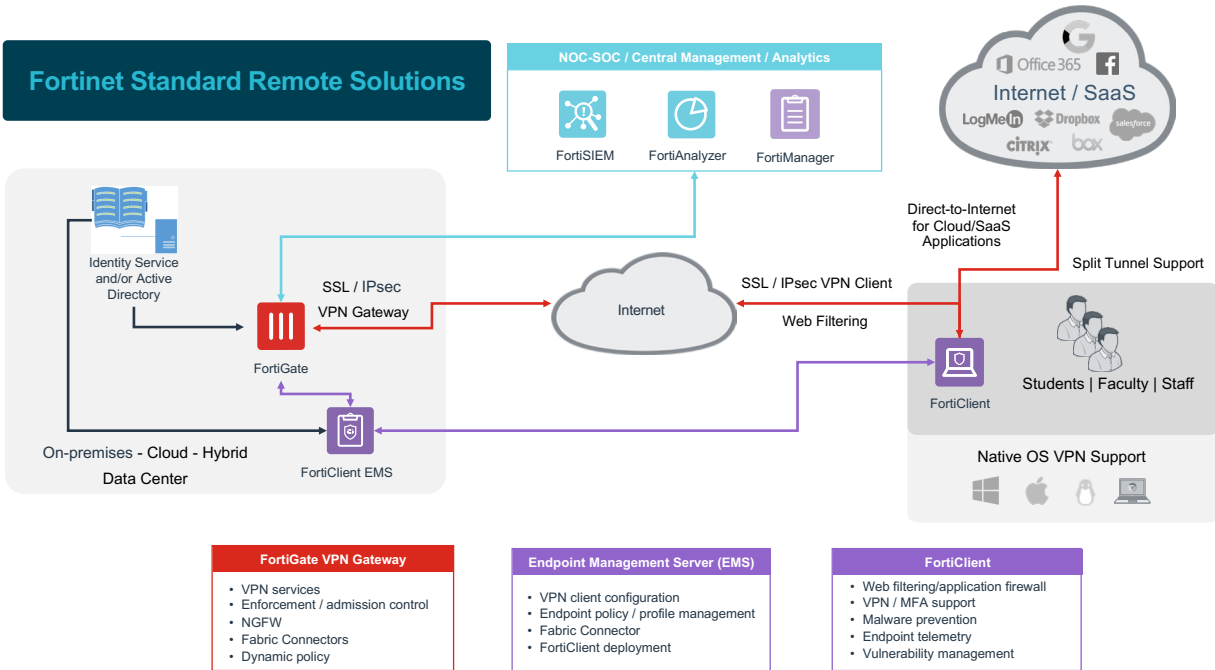 Fortinet Standard Remote Solutions
NOC-SOC / Central Management / Analytics
FortiSIEM
FortiAnalyzer
FortiManager
G
Office 365
f
Internet / SaaS
LogMeIn
Dropbox
salesforce
CITRIX
box
Direct-to-Internet
for Cloud/SaaS
Applications
Split Tunnel Support
Identity Service
and/or Active
Directory
SSL / IPsec
VPN Gateway
FortiGate
Internet
SSL / IPsec VPN Client
Web Filtering
FortiClient
Students | Faculty | Staff
FortiClient EMS
On-premises - Cloud - Hybrid
Data Center
Native OS VPN Support
FortiGate VPN Gateway
• VPN services
• Enforcement / admission control
• NGFW
• Fabric Connectors
• Dynamic policy
Endpoint Management Server (EMS)
• VPN client configuration
• Endpoint policy / profile management
• Fabric Connector
• FortiClient deployment
FortiClient
• Web filtering/application firewall
• VPN / MFA support
• Malware prevention
• Endpoint telemetry
• Vulnerability management